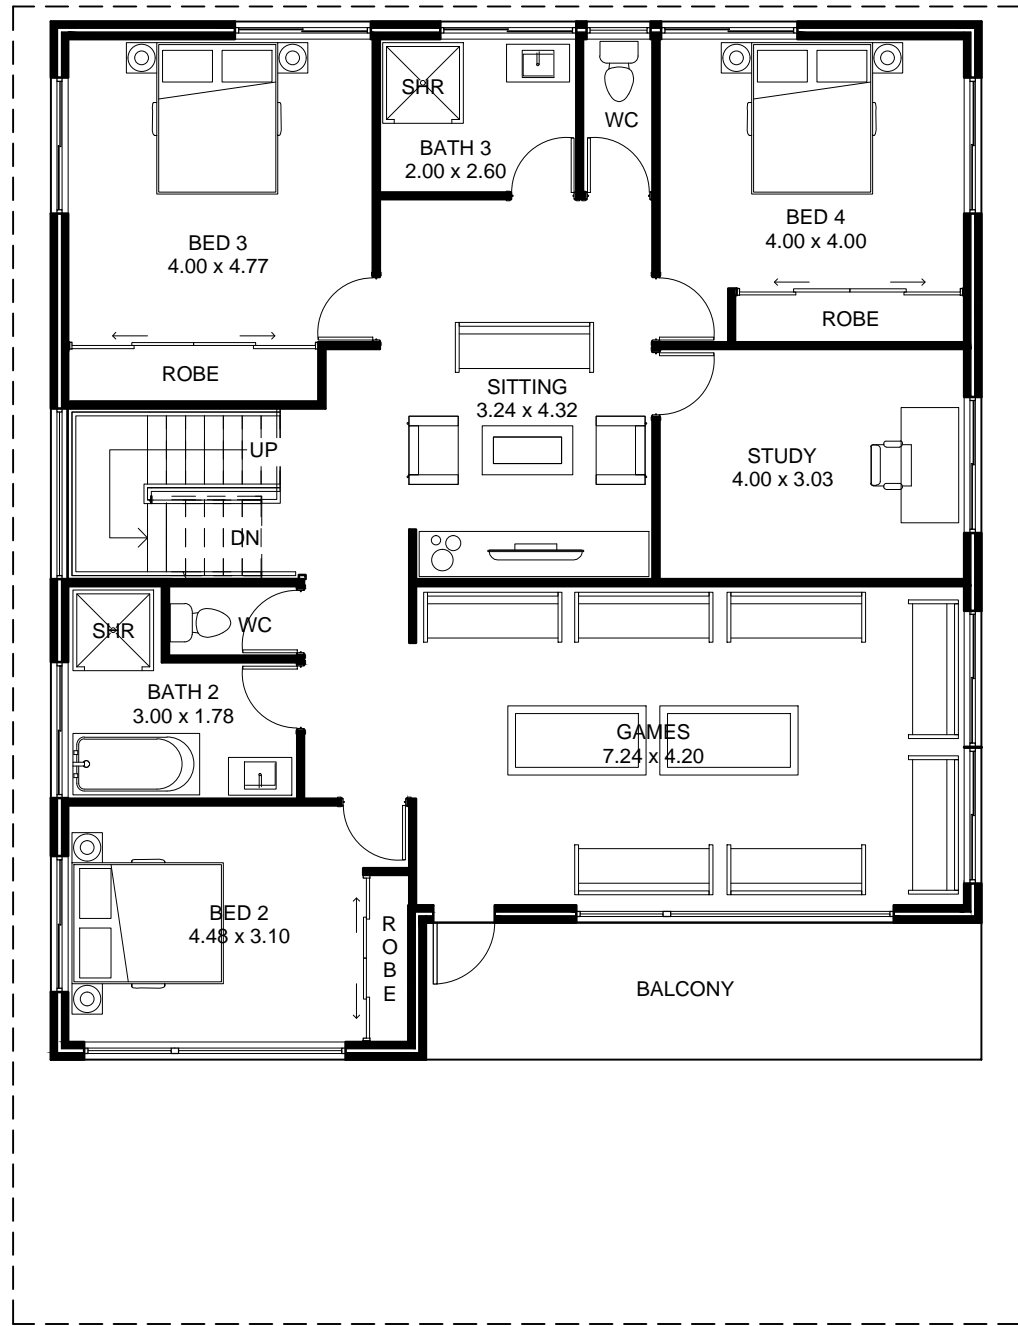 SHR
BATH 3
2.00 x 2.60
WC
BED 3
4.00 x 4.77
BED 4
4.00 x 4.00
ROBE
ROBE
SITTING
3.24 x 4.32
UP
DN
STUDY
4.00 x 3.03
SHR
WC
BATH 2
3.00 x 1.78
GAMES
7.24 x 4.20
BED 2
4.48 x 3.10
R
O
B
E
BALCONY